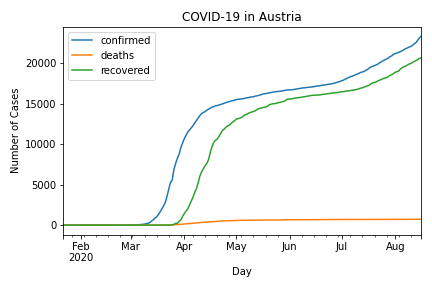 COVID-19 in Austria
confirmed
deaths
recovered
Number of Cases
20000
15000
10000
5000
0
Feb Mar Apr May Jun Jul Aug
2020
Day